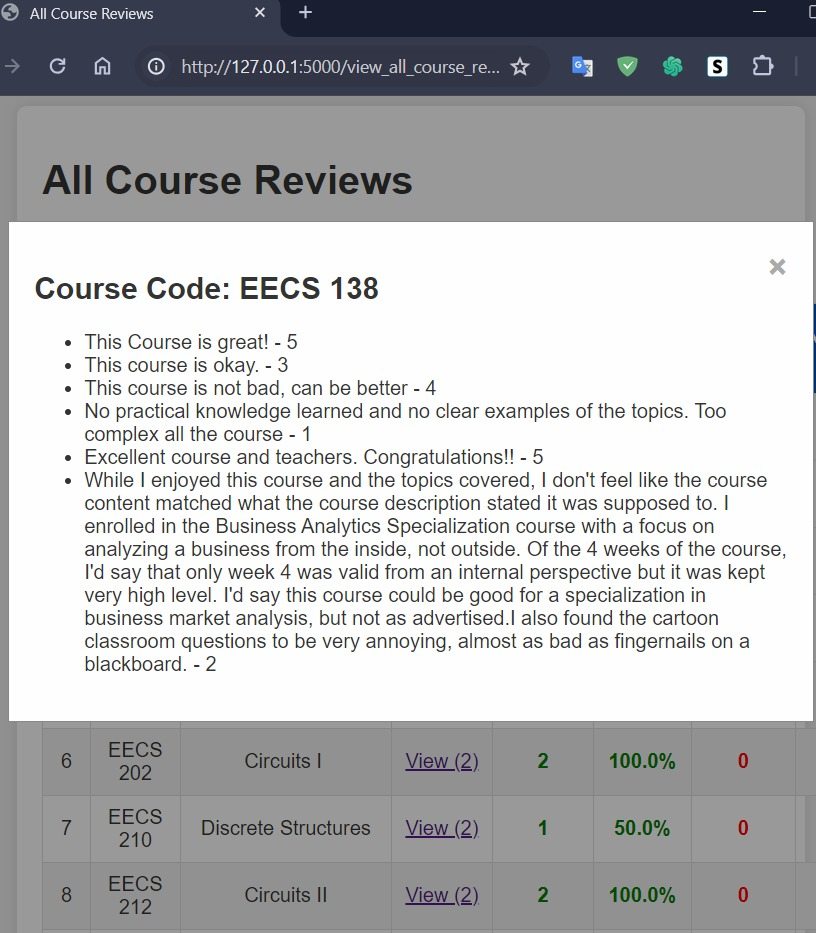 All Course Reviews
http://127.0.0.1:5000/view_all_course_re...
S
All Course Reviews
Course Code: EECS 138
• This Course is great! - 5
• This course is okay. - 3
• This course is not bad, can be better - 4
• No practical knowledge learned and no clear examples of the topics. Too
complex all the course - 1
• Excellent course and teachers. Congratulations!! - 5
• While I enjoyed this course and the topics covered, I don't feel like the course
content matched what the course description stated it was supposed to. I
enrolled in the Business Analytics Specialization course with a focus on
analyzing a business from the inside, not outside. Of the 4 weeks of the course,
I'd say that only week 4 was valid from an internal perspective but it was kept
very high level. I'd say this course could be good for a specialization in
business market analysis, but not as advertised.I also found the cartoon
classroom questions to be very annoying, almost as bad as fingernails on a
blackboard. - 2
6 EECS 202 Circuits I View (2) 2 100.0% 0
7 EECS 210 Discrete Structures View (2) 1 50.0% 0
8 EECS 212 Circuits II View (2) 2 100.0% 0